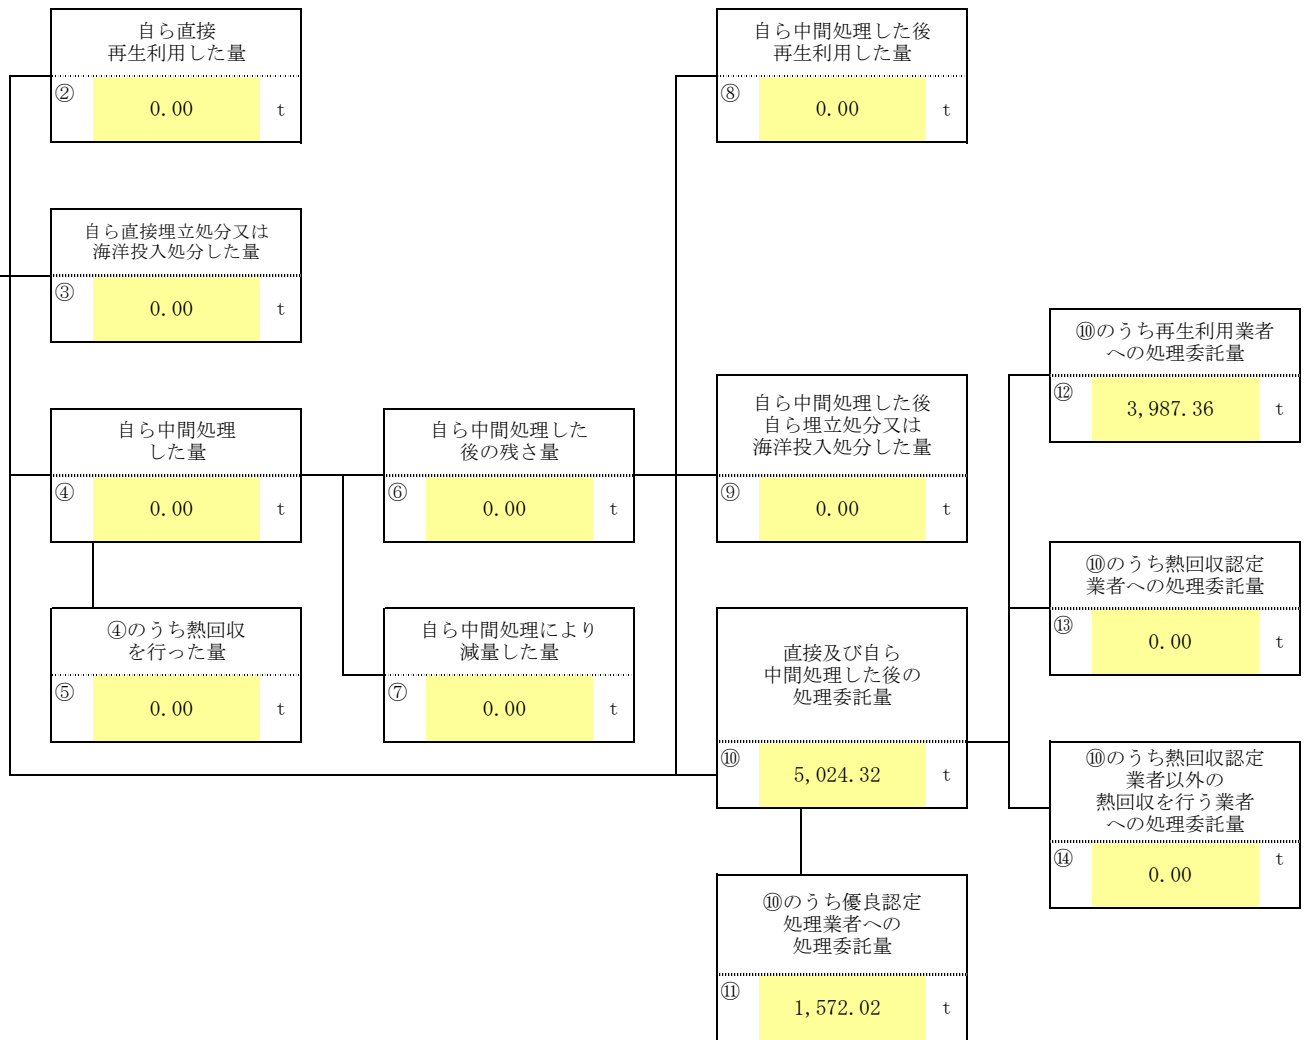 自ら直接
再生利用した量
②
0.00
t
自ら中間処理した後
再生利用した量
⑧
0.00
t
自ら直接埋立処分又は
海洋投入処分した量
③
0.00
t
⑩のうち再生利用業者
への処理委託量
⑫
3,987.36
t
自ら中間処理
した量
④
0.00
t
自ら中間処理した
後の残さ量
⑥
0.00
t
自ら中間処理した後
自ら埋立処分又は
海洋投入処分した量
⑨
0.00
t
⑩のうち熱回収認定
業者への処理委託量
⑬
0.00
t
④のうち熱回収
を行った量
⑤
0.00
t
自ら中間処理により
減量した量
⑦
0.00
t
直接及び自ら
中間処理した後の
処理委託量
⑩
5,024.32
t
⑩のうち熱回収認定
業者以外の
熱回収を行う業者
への処理委託量
⑭
0.00
t
⑩のうち優良認定
処理業者への
処理委託量
⑪
1,572.02
t